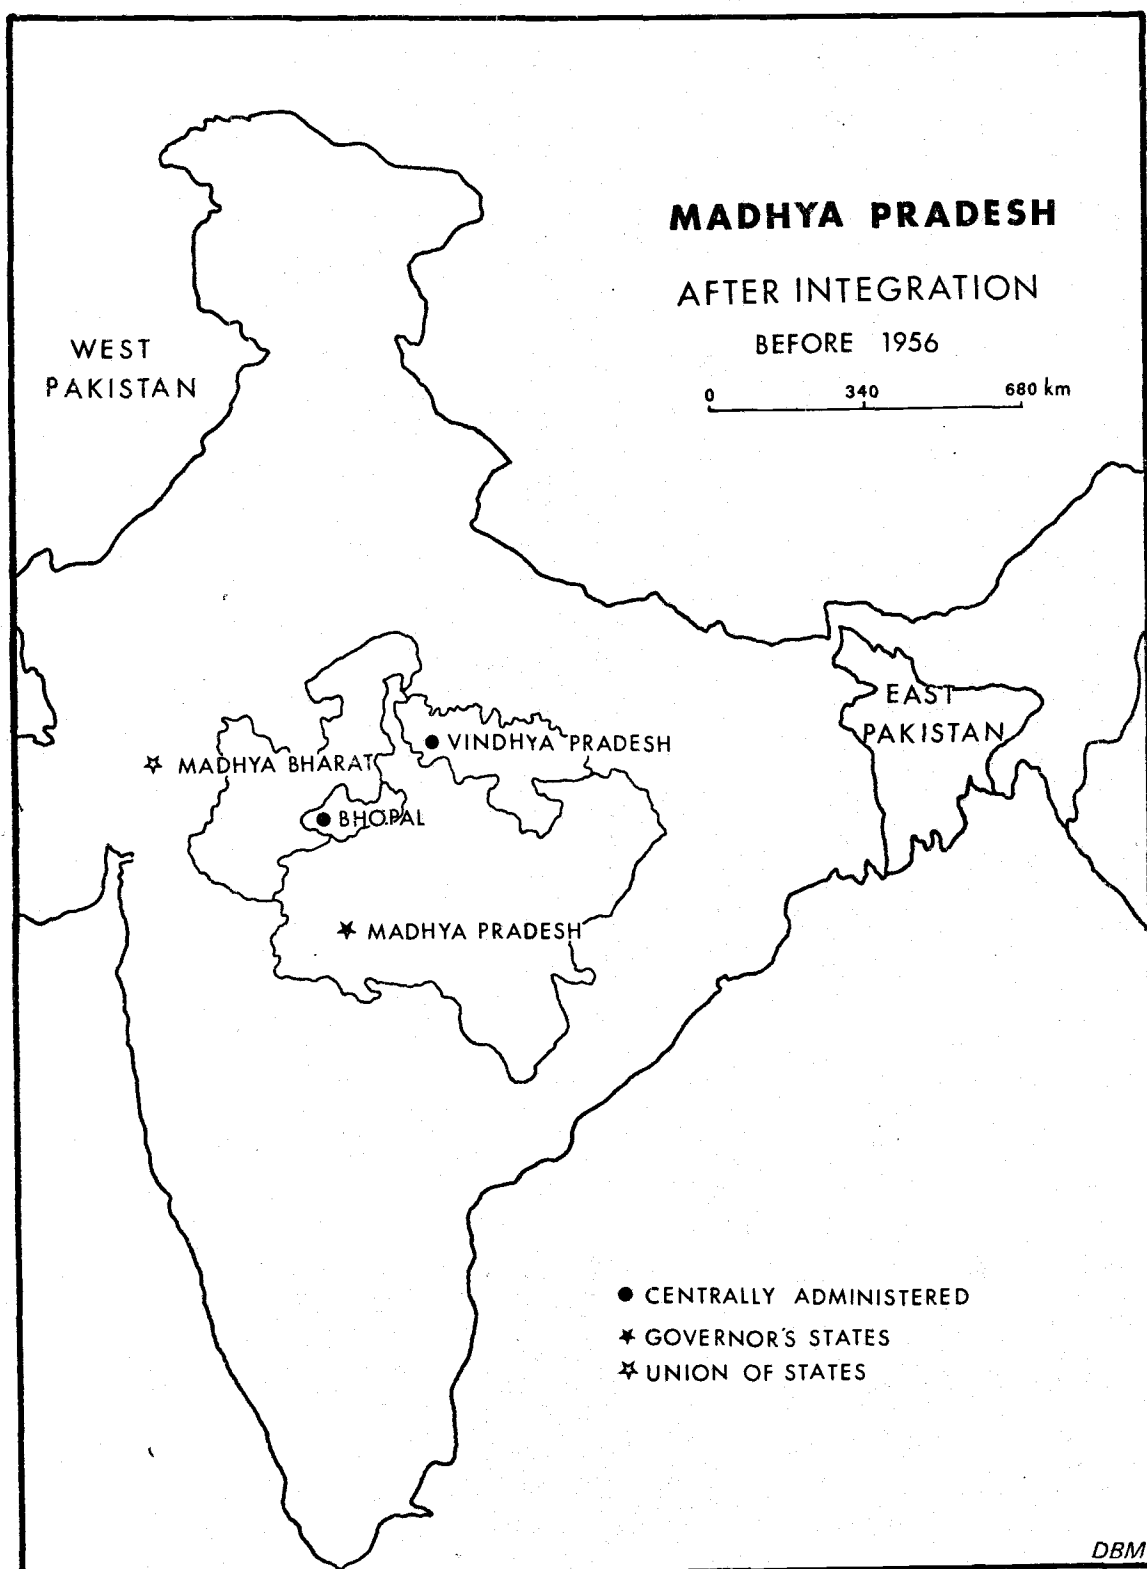 MADHYA PRADESH
AFTER INTEGRATION
BEFORE 1956
0 340 680 km
WEST
PAKISTAN
EAST
PAKISTAN
VINDHYA PRADESH
MADHYA BHARAT
BHOPAL
MADHYA PRADESH
CENTRALLY ADMINISTERED
GOVERNOR'S STATES
UNION OF STATES
DBM